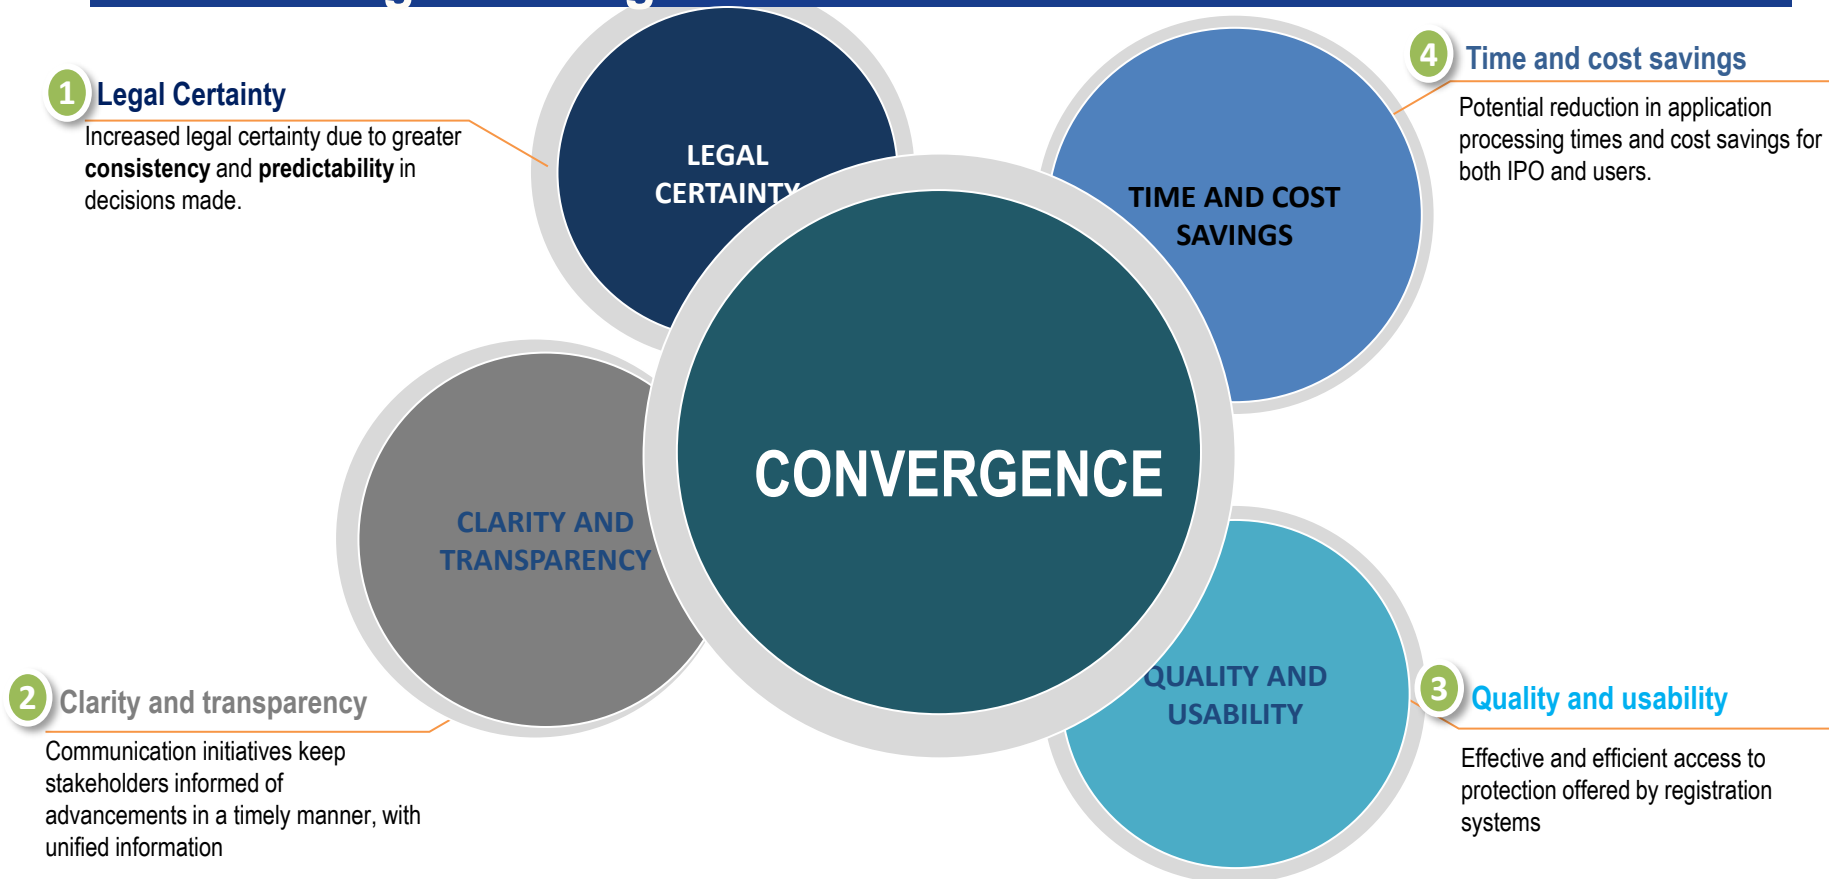 1 Legal Certainty
Increased legal certainty due to greater
consistency and predictability in
decisions made.
LEGAL
CERTAINTY
4 Time and cost savings
Potential reduction in application
processing times and cost savings for
both IPO and users.
TIME AND COST
SAVINGS
CONVERGENCE
CLARITY AND
TRANSPARENCY
2 Clarity and transparency
Communication initiatives keep
stakeholders informed of
advancements in a timely manner, with
unified information
QUALITY AND
USABILITY
3 Quality and usability
Effective and efficient access to
protection offered by registration
systems